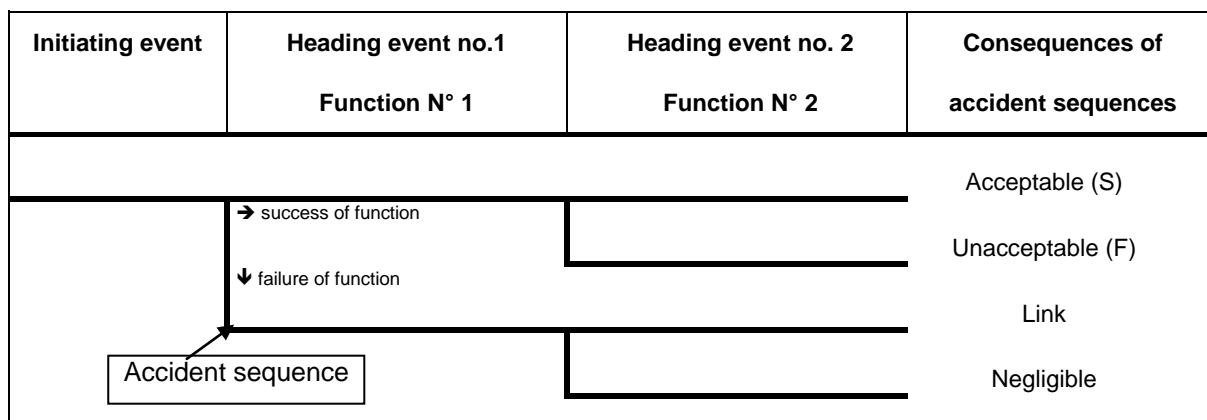 Initiating event
Heading event no.1
Function N° 1
Heading event no. 2
Function N° 2
Consequences of
accident sequences
Acceptable (S)
➔ success of function
Unacceptable (F)
🡻 failure of function
Link
Accident sequence
Negligible